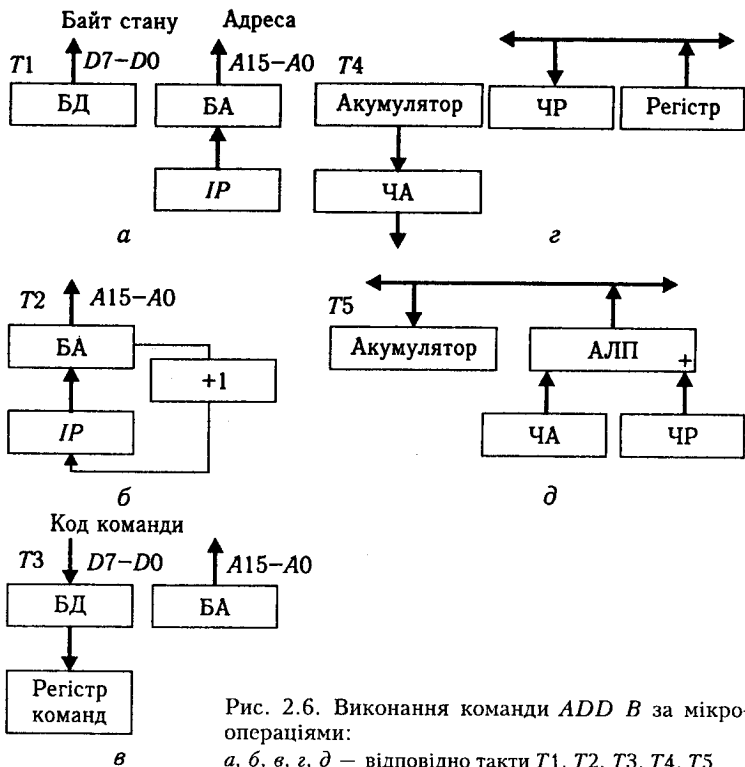 Байт стану
Адреса
T1
D7–D0
A15–A0
БД
БА
IP
а
T4
Акумулятор
ЧА
ЧР
Регістр
г
T2
A15–A0
БА
+1
IP
б
T5
Акумулятор
АЛП
+
ЧА
ЧР
д
Код команди
T3
D7–D0
A15–A0
БД
БА
Регістр
команд
в
Рис. 2.6. Виконання команди ADD B за мікро-
операціями:
а, б, в, г, д — відповідно такти T1, T2, T3, T4, T5